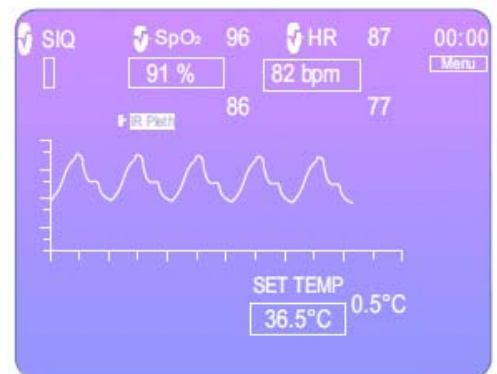 SIQ SpO₂ 96 HR 87 00:00
91 % 82 bpm Menu
86 77
IR Pleth
SET TEMP
36.5°C 0.5°C